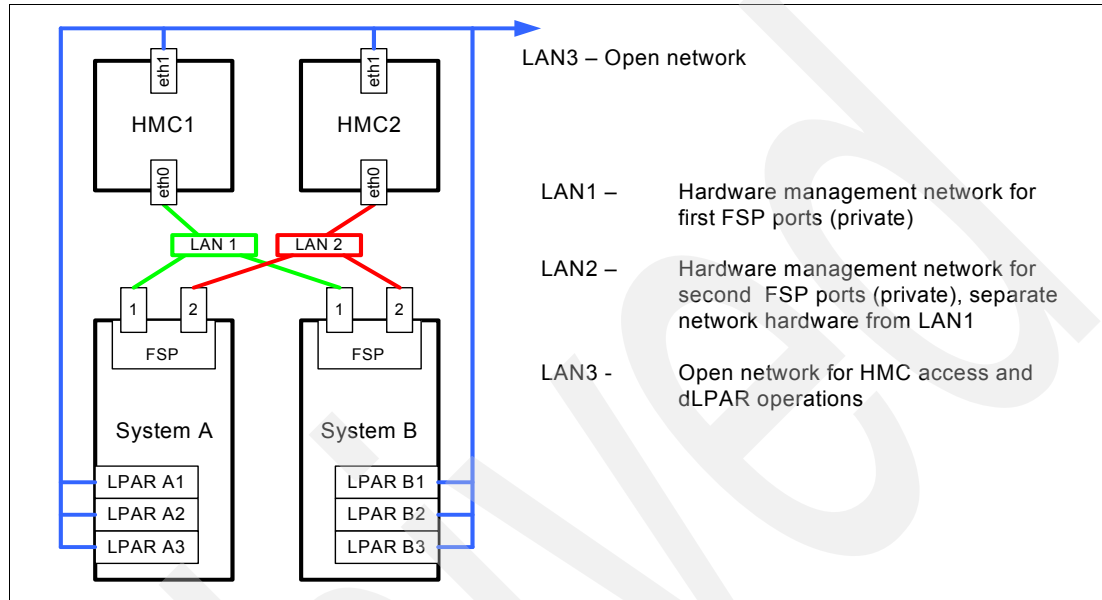 LAN3 – Open network
eth1
eth1
HMC1
HMC2
eth0
eth0
LAN 1
LAN 2
1
2
1
2
FSP
FSP
System A
System B
LPAR A1
LPAR A2
LPAR A3
LPAR B1
LPAR B2
LPAR B3
LAN1 – Hardware management network for
first FSP ports (private)
LAN2 – Hardware management network for
second FSP ports (private), separate
network hardware from LAN1
LAN3 - Open network for HMC access and
dLPAR operations